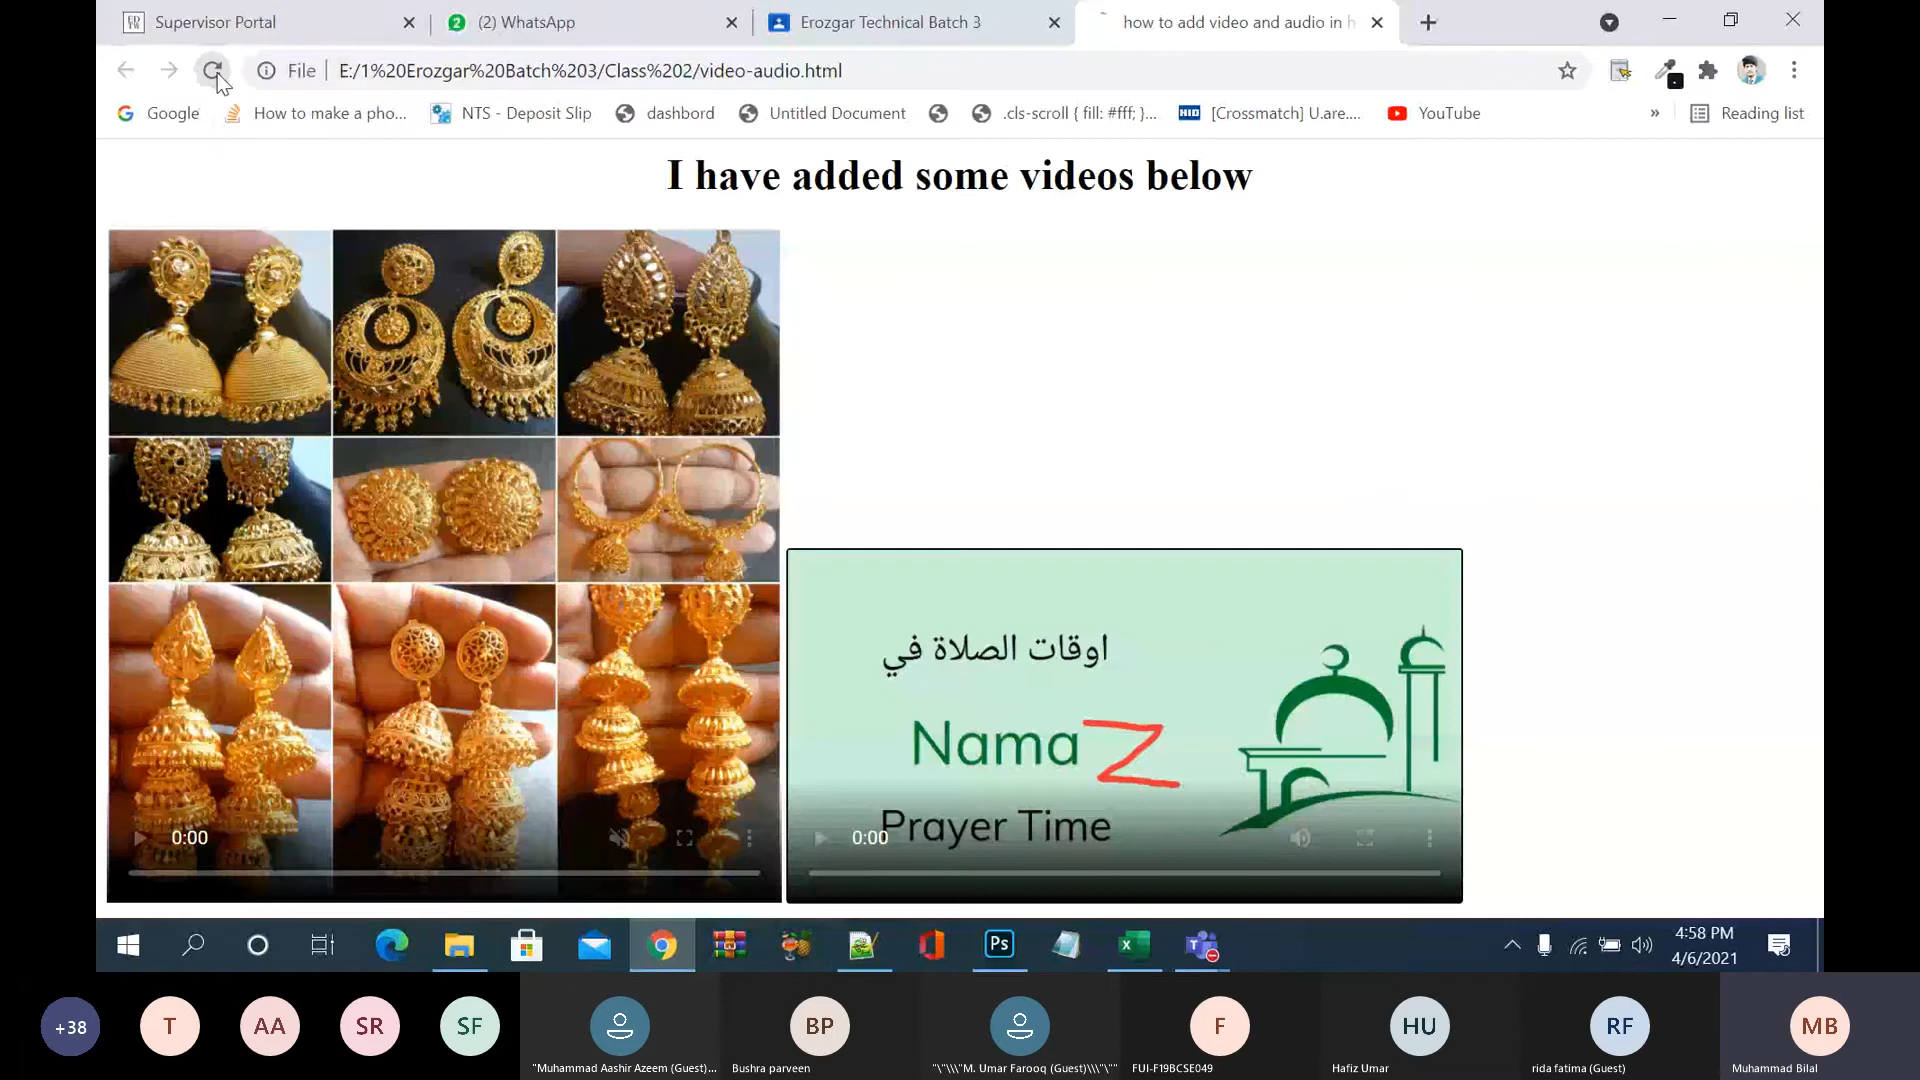 Supervisor Portal
(2) WhatsApp
Erozgar Technical Batch 3
how to add video and audio in h
File
E:/1%20Erozgar%20Batch%203/Class%202/video-audio.html
Google
How to make a pho...
NTS - Deposit Slip
dashbord
Untitled Document
.cls-scroll { fill: #fff; }...
[Crossmatch] U.are....
YouTube
»
Reading list
I have added some videos below
اوقات الصلاة في
NamaZ
Prayer Time
0:00
0:00
4:58 PM
4/6/2021
+38
T
AA
SR
SF
BP
F
HU
RF
MB
"Muhammad Aashir Azeem (Guest)...
Bushra parveen
"\"\\\"M. Umar Farooq (Guest)\\\"\""
FUI-F19BCSE049
Hafiz Umar
rida fatima (Guest)
Muhammad Bilal